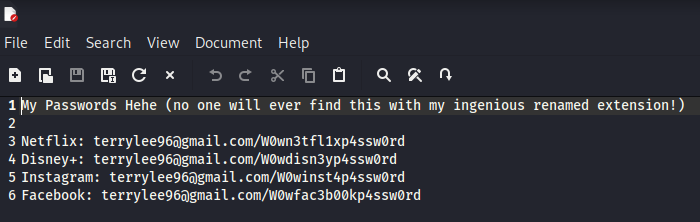 File Edit Search View Document Help
1 My Passwords Hehe (no one will ever find this with my ingenious renamed extension!)
2
3 Netflix: terrylee96@gmail.com/W0wn3tfl1xp4ssw0rd
4 Disney+: terrylee96@gmail.com/W0wdisn3yp4ssw0rd
5 Instagram: terrylee96@gmail.com/W0winst4p4ssw0rd
6 Facebook: terrylee96@gmail.com/W0wfac3b00kp4ssw0rd